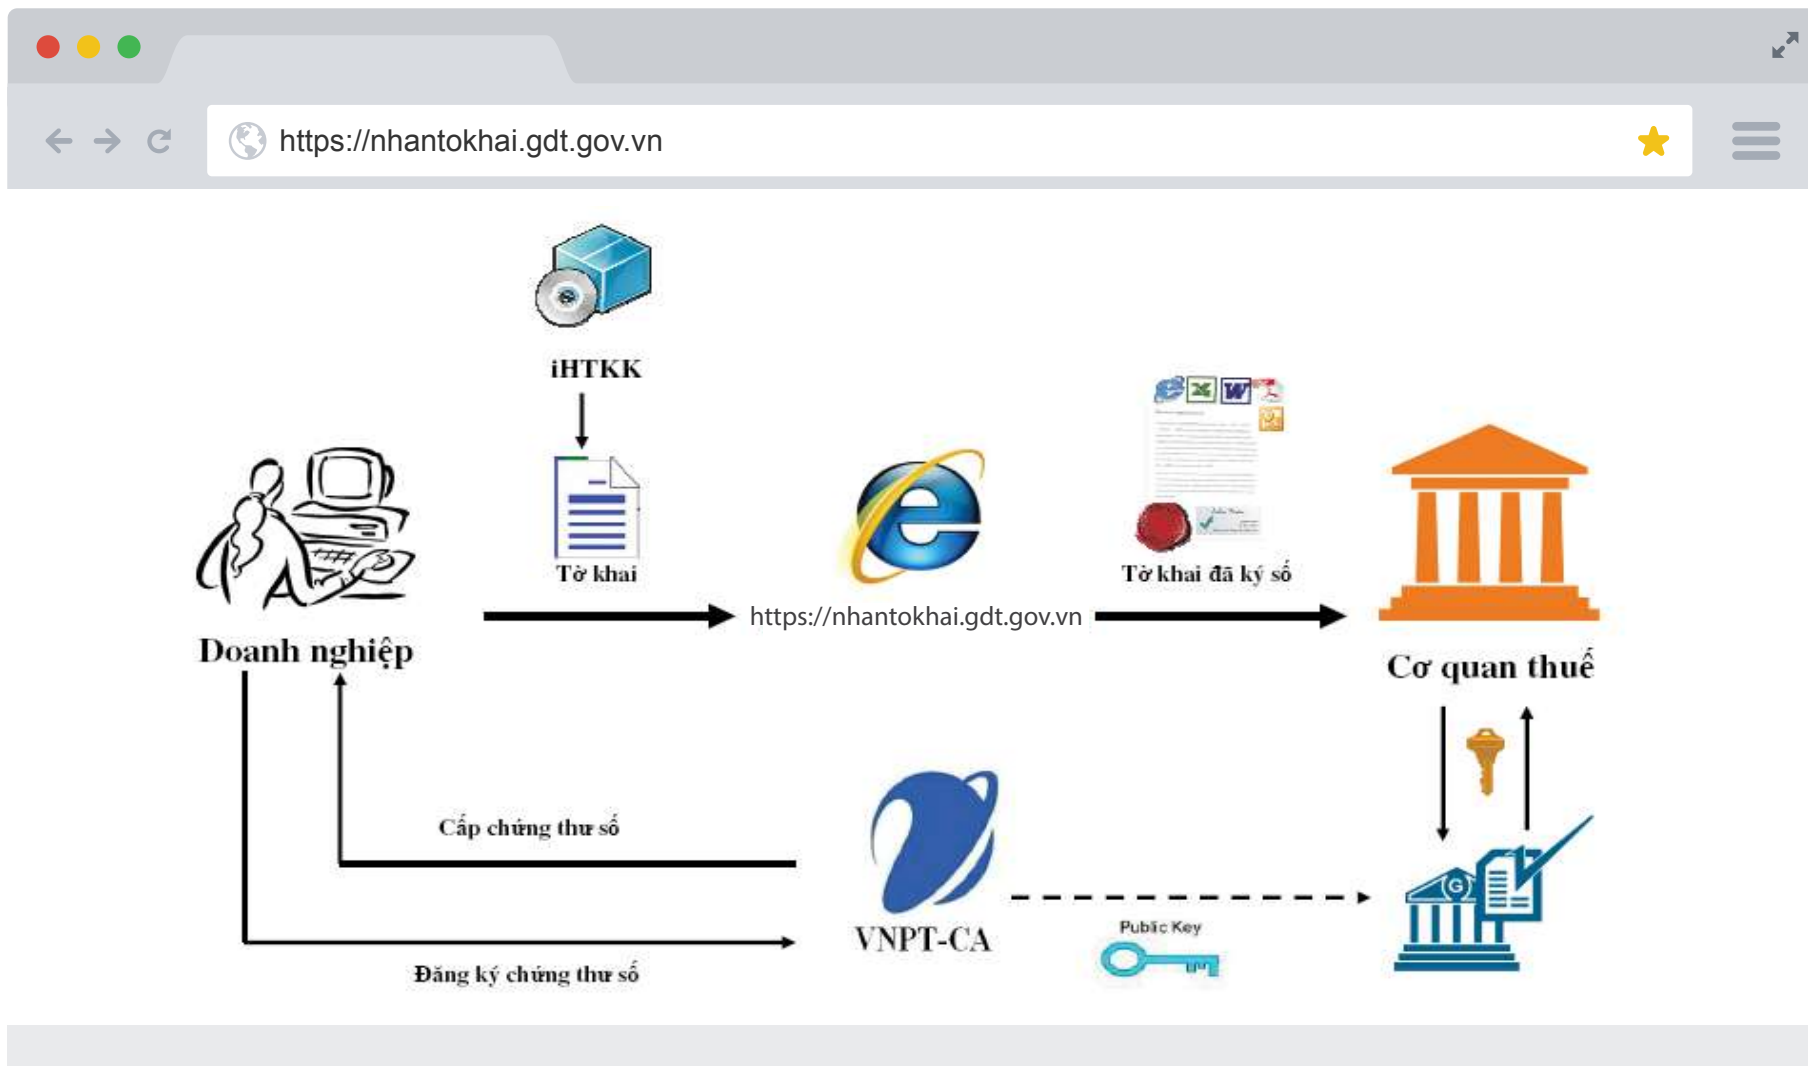 https://nhantokhai.gdt.gov.vn
iHTKK
Tờ khai
Tờ khai đã ký số
https://nhantokhai.gdt.gov.vn
Doanh nghiệp
Cơ quan thuế
Cấp chứng thư số
G
VNPT-CA
Public Key
Đăng ký chứng thư số